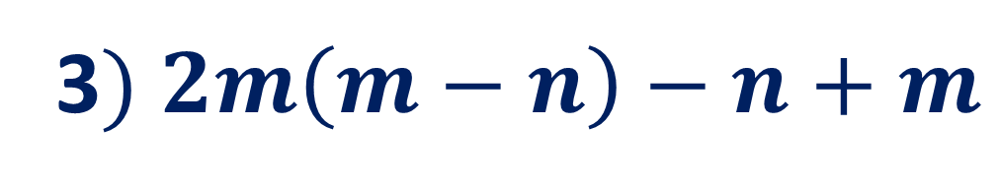 3) 2m(m − n) − n + m